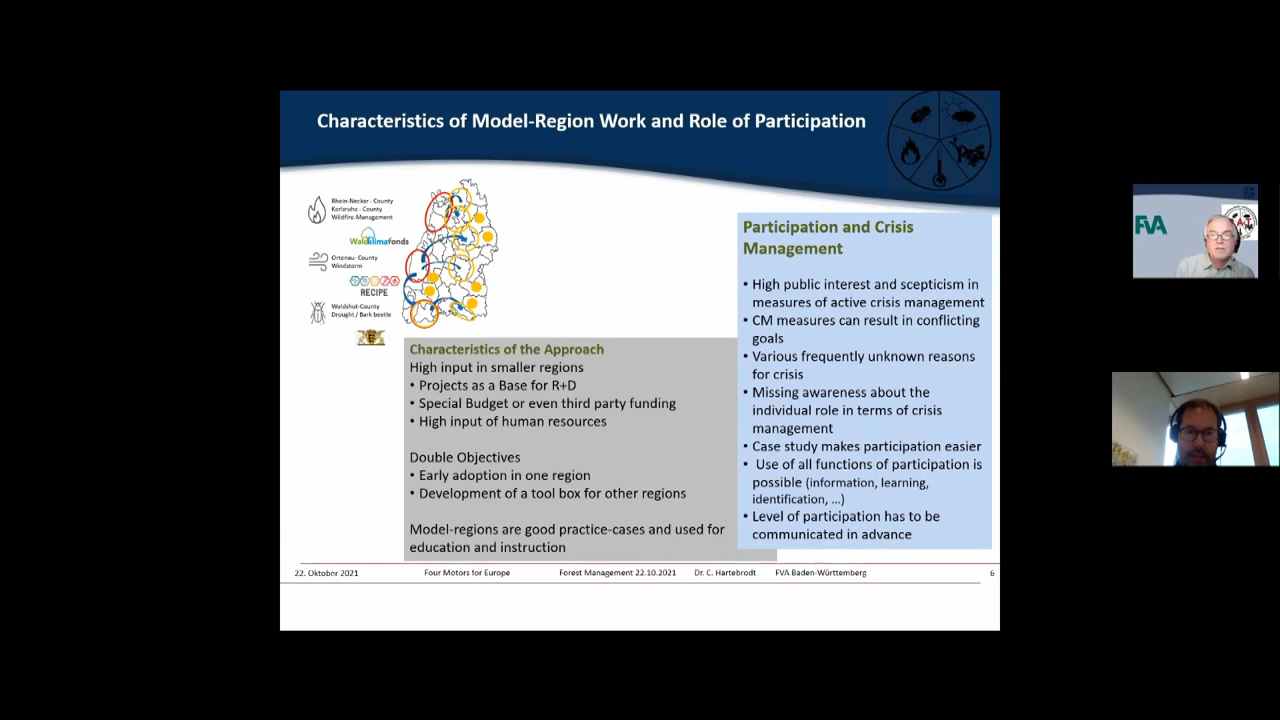 Characteristics of Model-Region Work and Role of Participation
Rhein-Neckar - County
Karlsruhe - County
Wildfire-Management
Waldklimafonds
Ortenau- County
Windstorm
RECIPE
Waldshut-County
Drought / Bark beetle
Characteristics of the Approach
High input in smaller regions
• Projects as a Base for R+D
• Special Budget or even third party funding
• High input of human resources
Double Objectives
• Early adoption in one region
• Development of a tool box for other regions
Model-regions are good practice-cases and used for
education and instruction
Participation and Crisis
Management
• High public interest and scepticism in
measures of active crisis management
• CM measures can result in conflicting
goals
• Various frequently unknown reasons
for crisis
• Missing awareness about the
individual role in terms of crisis
management
• Case study makes participation easier
• Use of all functions of participation is
possible (information, learning,
identification, ...)
• Level of participation has to be
communicated in advance
22. Oktober 2021 Four Motors for Europe Forest Management 22.10.2021 Dr. C. Hartebrodt FVA Baden-Württemberg 6
FVA